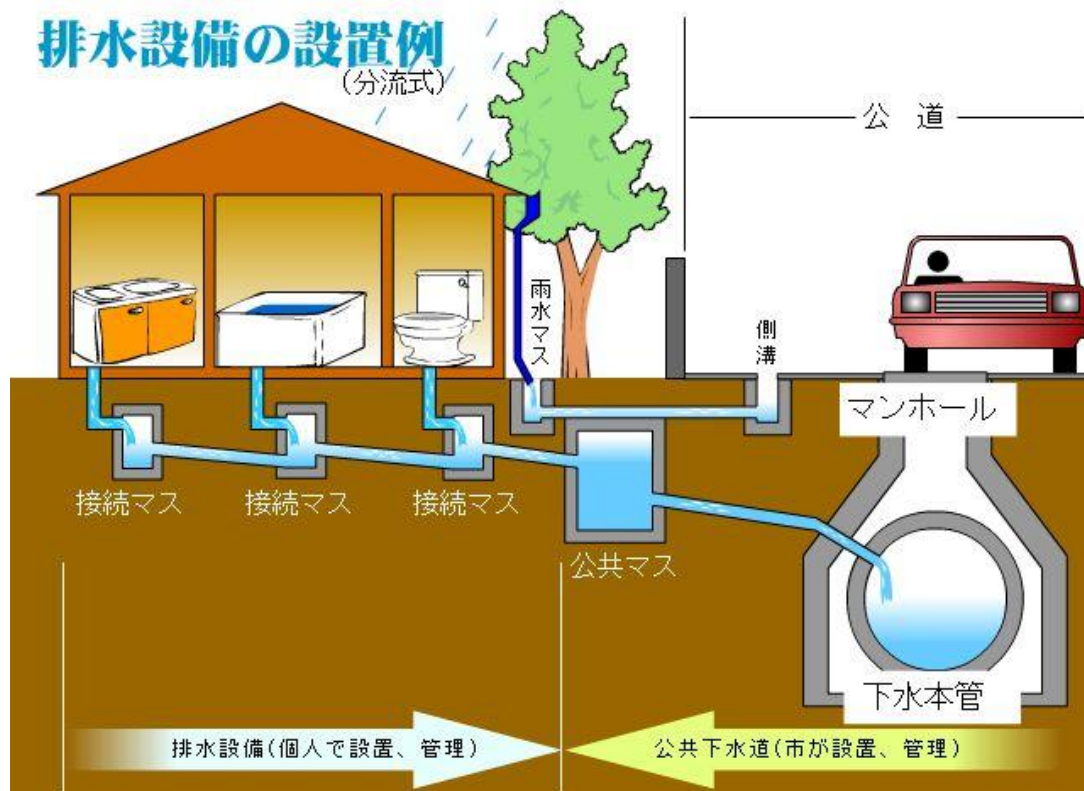 排水設備の設置例
(分流式)
公 道
雨水マス
側溝
マンホール
接続マス
接続マス
接続マス
公共マス
下水本管
排水設備(個人で設置、管理)
公共下水道(市が設置、管理)